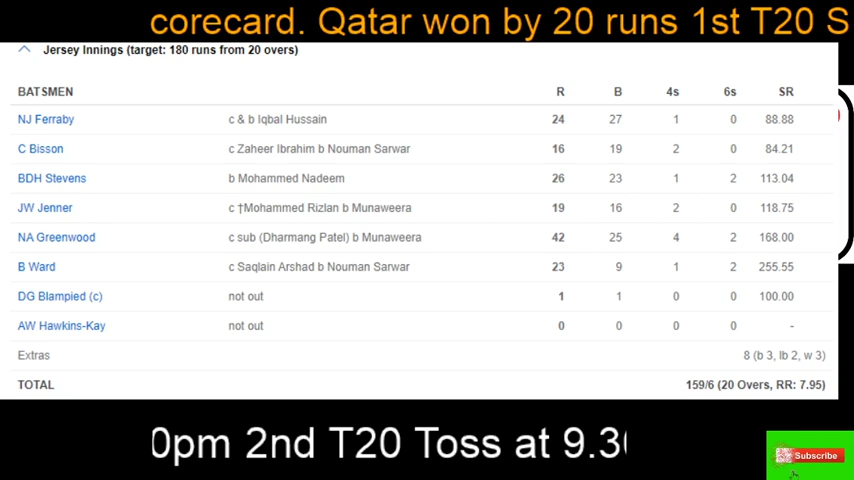 corecard. Qatar won by 20 runs 1st T20 S
Jersey Innings (target: 180 runs from 20 overs)
BATSMEN R B 4s 6s SR
NJ Ferraby c & b Iqbal Hussain 24 27 1 0 88.88
C Bisson c Zaheer Ibrahim b Nouman Sarwar 16 19 2 0 84.21
BDH Stevens b Mohammed Nadeem 26 23 1 2 113.04
JW Jenner c †Mohammed Rizlan b Munaweera 19 16 2 0 118.75
NA Greenwood c sub (Dharmang Patel) b Munaweera 42 25 4 2 168.00
B Ward c Saqlain Arshad b Nouman Sarwar 23 9 1 2 255.55
DG Blampied (c) not out 1 1 0 0 100.00
AW Hawkins-Kay not out 0 0 0 0 -
Extras 8 (b 3, lb 2, w 3)
TOTAL 159/6 (20 Overs, RR: 7.95)
0pm 2nd T20 Toss at 9.30
Subscribe